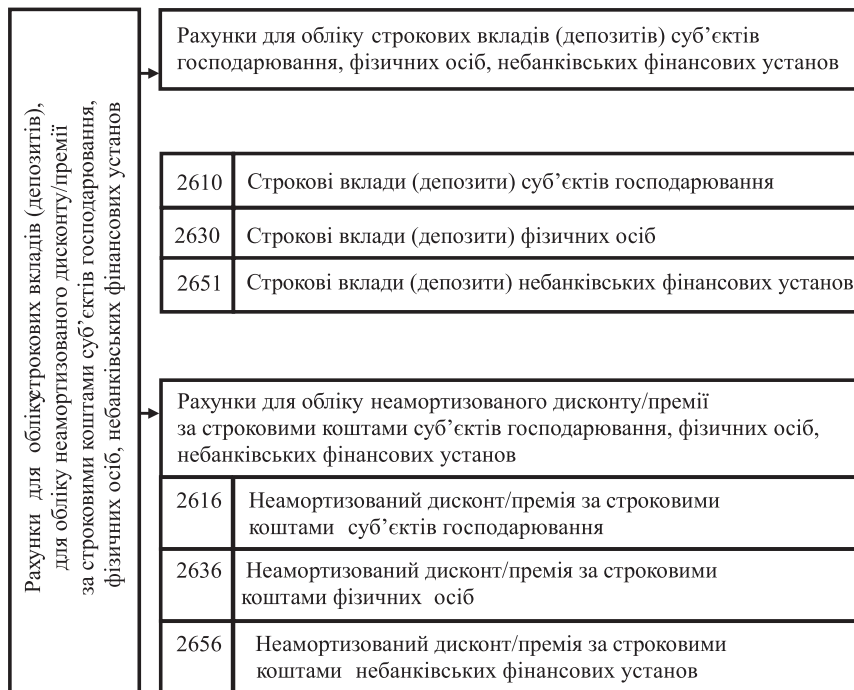 Рахунки для обліку строкових вкладів (депозитів),
для обліку неамортизованого дисконту/премії
за строковими коштами суб’єктів господарювання,
фізичних осіб, небанківських фінансових установ
Рахунки для обліку строкових вкладів (депозитів) суб’єктів
господарювання, фізичних осіб, небанківських фінансових установ
2610 Строкові вклади (депозити) суб’єктів господарювання
2630 Строкові вклади (депозити) фізичних осіб
2651 Строкові вклади (депозити) небанківських фінансових установ
Рахунки для обліку неамортизованого дисконту/премії
за строковими коштами суб’єктів господарювання, фізичних осіб,
небанківських фінансових установ
2616 Неамортизований дисконт/премія за строковими
коштами суб’єктів господарювання
2636 Неамортизований дисконт/премія за строковими
коштами фізичних осіб
2656 Неамортизований дисконт/премія за строковими
коштами небанківських фінансових установ